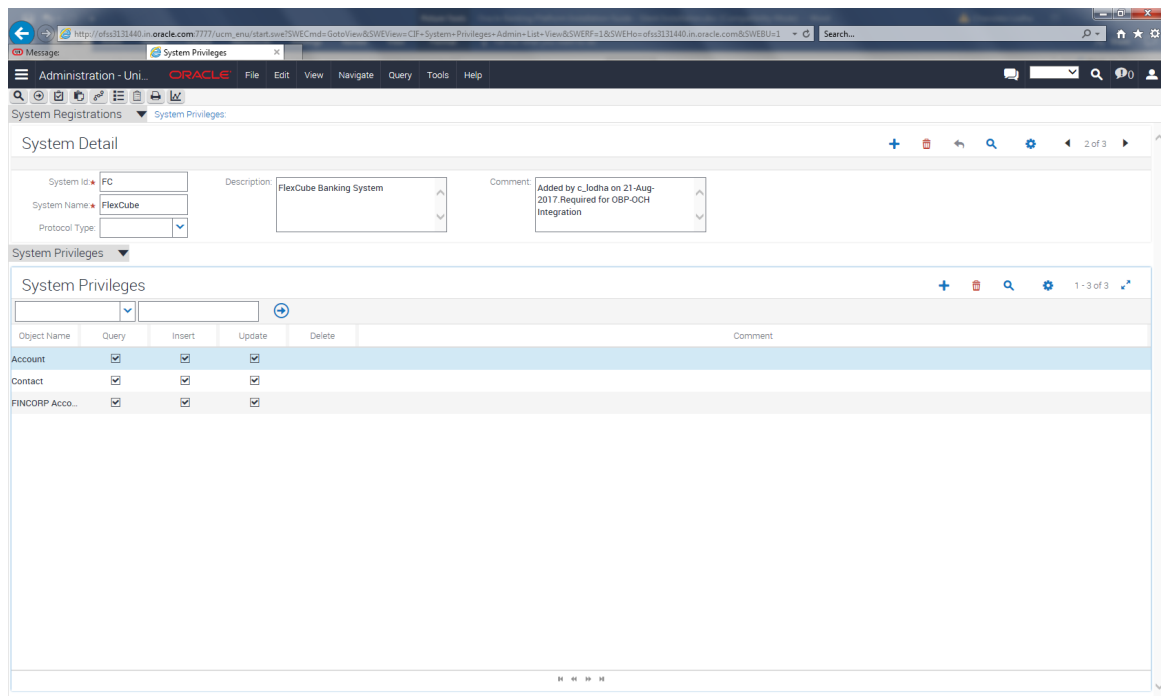 http://ofss3131440.in.oracle.com:7777/ucm_enu/start.swe?SWECmd=GotoView&SWEView=CIF+System+Privileges+Admin+List+View&SWERF=1&SWEHo=ofss3131440.in.oracle.com&SWEBU=1 Search...
Message: System Privileges
Administration - Uni... ORACLE File Edit View Navigate Query Tools Help 0
System Registrations System Privileges:
System Detail 2 of 3
System Id: FC Description: FlexCube Banking System Comment: Added by c_lodha on 21-Aug-
2017.Required for OBP-OCH
Integration
System Name: FlexCube
Protocol Type:
System Privileges
System Privileges 1 - 3 of 3
Object Name Query Insert Update Delete Comment
Account
Contact
FINCORP Acco...